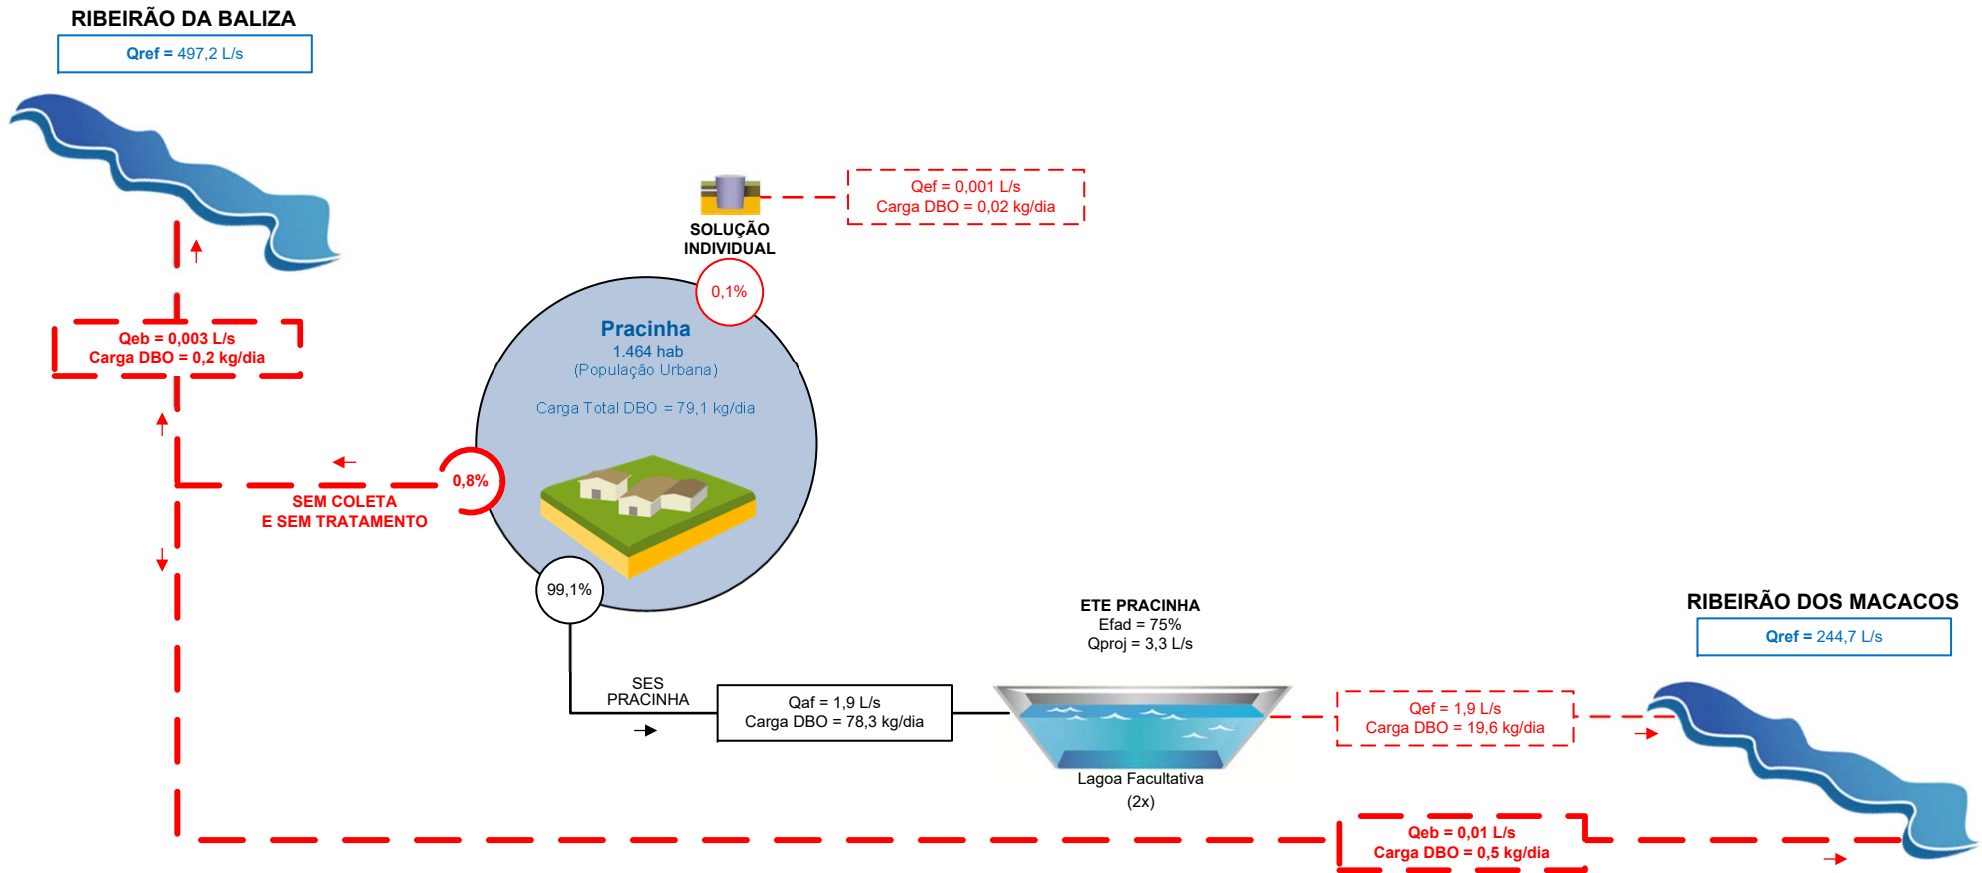 RIBEIRÃO DA BALIZA
Qref = 497,2 L/s
Qef = 0,001 L/s
Carga DBO = 0,02 kg/dia
SOLUÇÃO
INDIVIDUAL
0,1%
Pracinha
1.464 hab
(População Urbana)
Carga Total DBO = 79,1 kg/dia
Qeb = 0,003 L/s
Carga DBO = 0,2 kg/dia
0,8%
SEM COLETA
E SEM TRATAMENTO
99,1%
SES
PRACINHA
Qaf = 1,9 L/s
Carga DBO = 78,3 kg/dia
ETE PRACINHA
Efad = 75%
Qproj = 3,3 L/s
Lagoa Facultativa
(2x)
Qef = 1,9 L/s
Carga DBO = 19,6 kg/dia
RIBEIRÃO DOS MACACOS
Qref = 244,7 L/s
Qeb = 0,01 L/s
Carga DBO = 0,5 kg/dia